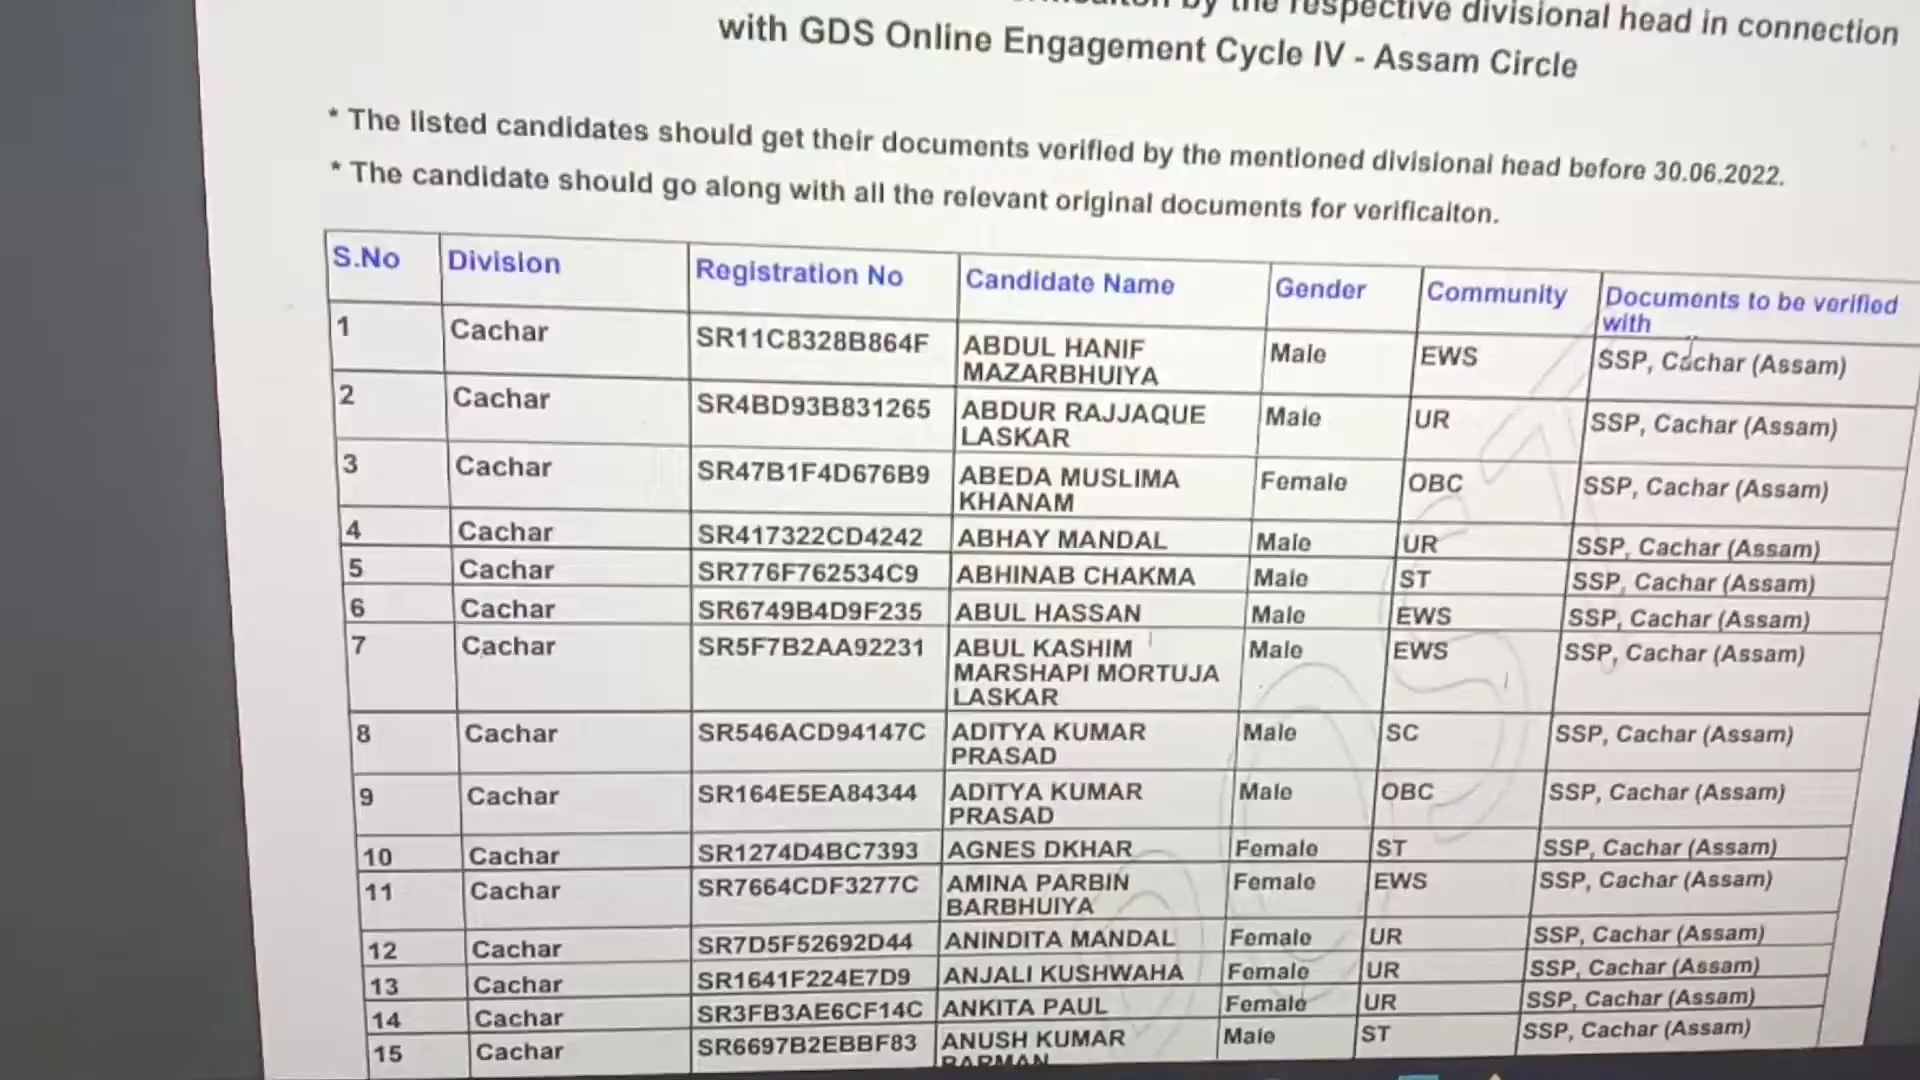 by the respective divisional head in connection
with GDS Online Engagement Cycle IV - Assam Circle
* The listed candidates should get their documents verified by the mentioned divisional head before 30.06.2022.
* The candidate should go along with all the relevant original documents for verificaiton.
S.No Division Registration No Candidate Name Gender Community Documents to be verified
with
1 Cachar SR11C8328B864F ABDUL HANIF Male EWS SSP, Cachar (Assam)
MAZARBHUIYA
2 Cachar SR4BD93B831265 ABDUR RAJJAQUE Male UR SSP, Cachar (Assam)
LASKAR
3 Cachar SR47B1F4D676B9 ABEDA MUSLIMA Female OBC SSP, Cachar (Assam)
KHANAM
4 Cachar SR417322CD4242 ABHAY MANDAL Male UR SSP, Cachar (Assam)
5 Cachar SR776F762534C9 ABHINAB CHAKMA Male ST SSP, Cachar (Assam)
6 Cachar SR6749B4D9F235 ABUL HASSAN Male EWS SSP, Cachar (Assam)
7 Cachar SR5F7B2AA92231 ABUL KASHIM Male EWS SSP, Cachar (Assam)
MARSHAPI MORTUJA
LASKAR
8 Cachar SR546ACD94147C ADITYA KUMAR Male SC SSP, Cachar (Assam)
PRASAD
9 Cachar SR164E5EA84344 ADITYA KUMAR Male OBC SSP, Cachar (Assam)
PRASAD
10 Cachar SR1274D4BC7393 AGNES DKHAR Female ST SSP, Cachar (Assam)
11 Cachar SR7664CDF3277C AMINA PARBIN Female EWS SSP, Cachar (Assam)
BARBHUIYA
12 Cachar SR7D5F52692D44 ANINDITA MANDAL Female UR SSP, Cachar (Assam)
13 Cachar SR1641F224E7D9 ANJALI KUSHWAHA Female UR SSP, Cachar (Assam)
14 Cachar SR3FB3AE6CF14C ANKITA PAUL Female UR SSP, Cachar (Assam)
15 Cachar SR6697B2EBBF83 ANUSH KUMAR Male ST SSP, Cachar (Assam)
BARMAN